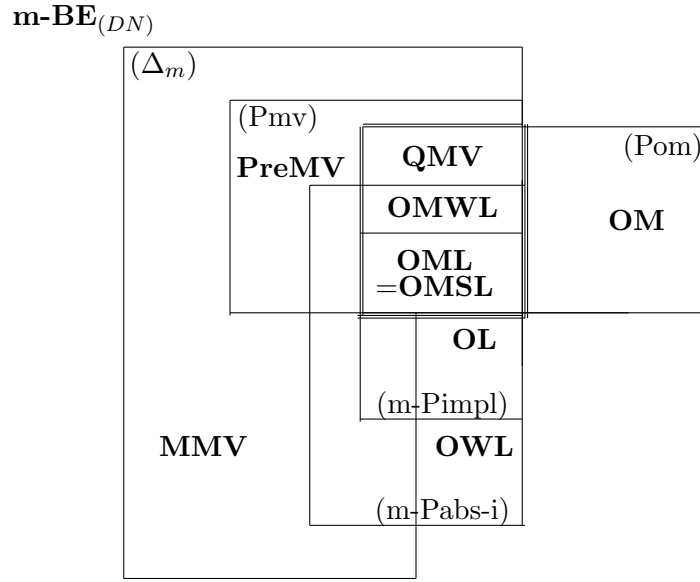 m-BE(DN)
(Δm)
(Pmv)
(Pom)
QMV
PreMV
OMWL
OM
OML
=OMSL
OL
(m-Pimpl)
MMV
OWL
(m-Pabs-i)